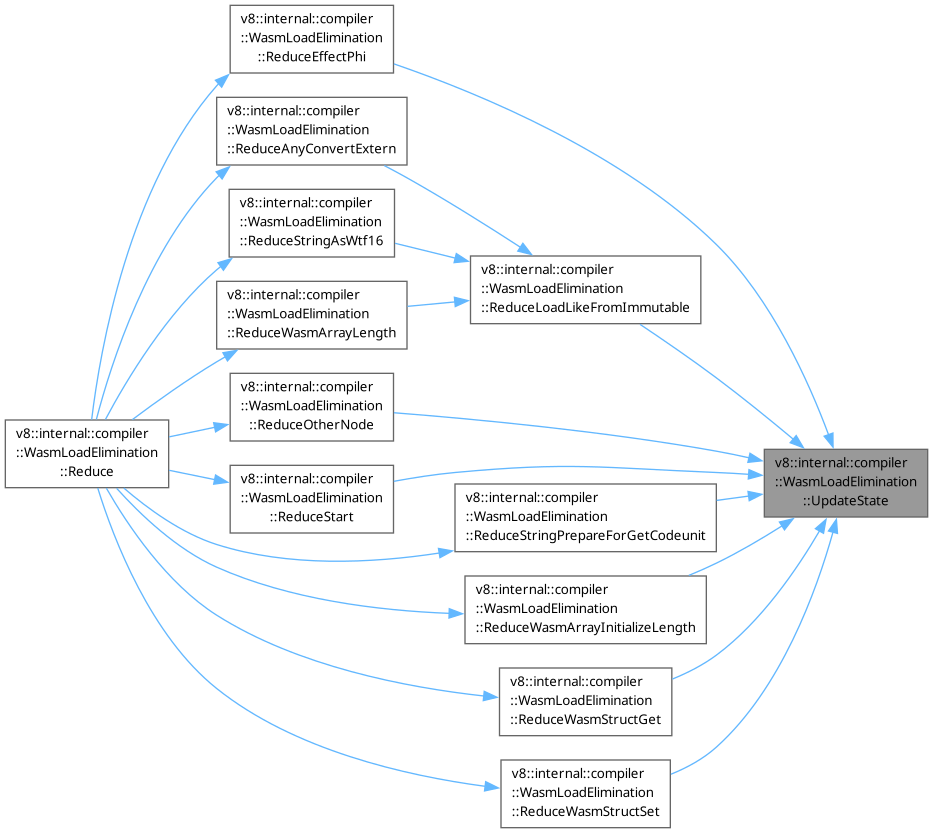 v8::internal::compiler
::WasmLoadElimination
::ReduceEffectPhi
v8::internal::compiler
::WasmLoadElimination
::ReduceAnyConvertExtern
v8::internal::compiler
::WasmLoadElimination
::ReduceStringAsWtf16
v8::internal::compiler
::WasmLoadElimination
::ReduceLoadLikeFromImmutable
v8::internal::compiler
::WasmLoadElimination
::ReduceWasmArrayLength
v8::internal::compiler
::WasmLoadElimination
::ReduceOtherNode
v8::internal::compiler
::WasmLoadElimination
::Reduce
v8::internal::compiler
::WasmLoadElimination
::UpdateState
v8::internal::compiler
::WasmLoadElimination
::ReduceStart
v8::internal::compiler
::WasmLoadElimination
::ReduceStringPrepareForGetCodeunit
v8::internal::compiler
::WasmLoadElimination
::ReduceWasmArrayInitializeLength
v8::internal::compiler
::WasmLoadElimination
::ReduceWasmStructGet
v8::internal::compiler
::WasmLoadElimination
::ReduceWasmStructSet